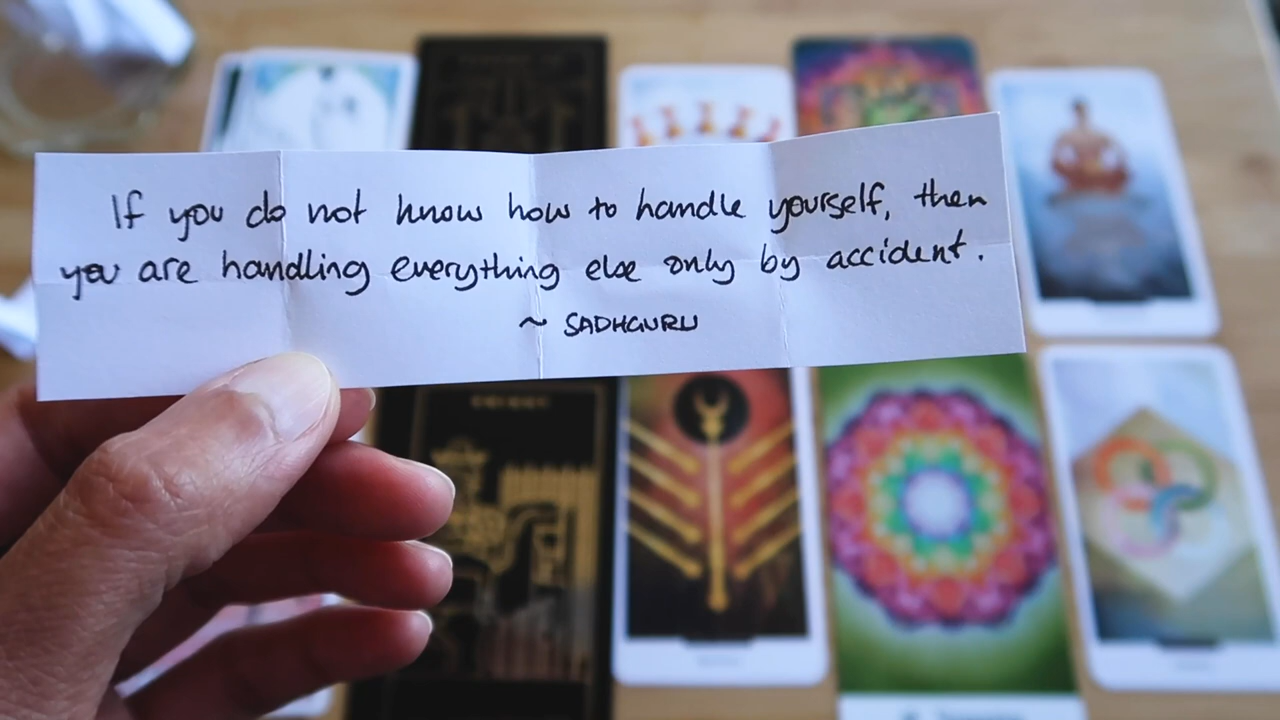 If you do not know how to handle yourself, then
you are handling everything else only by accident.
~ SADHGURU